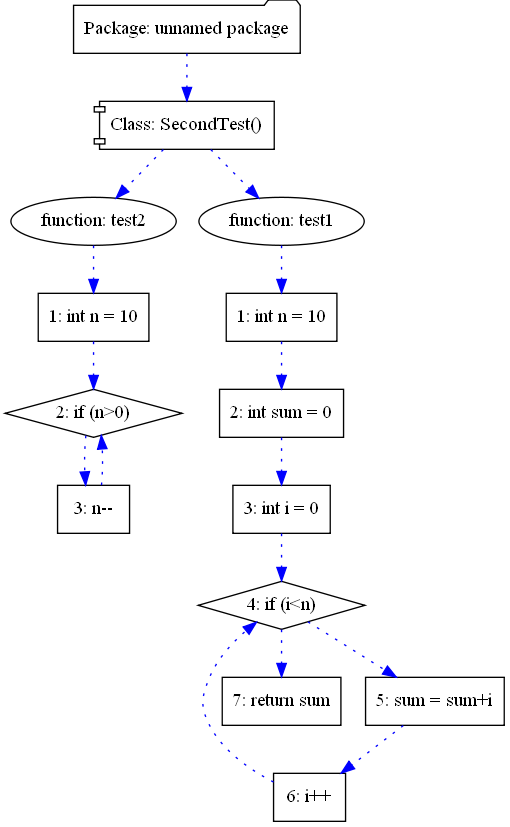 Package: unnamed package
Class: SecondTest()
function: test2
function: test1
1: int n = 10
1: int n = 10
2: if (n>0)
2: int sum = 0
3: n--
3: int i = 0
4: if (i<n)
7: return sum
5: sum = sum+i
6: i++